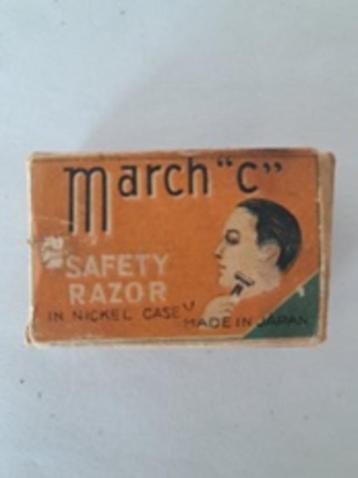 March "C"
SAFETY
RAZOR
IN NICKEL CASE
MADE IN JAPAN